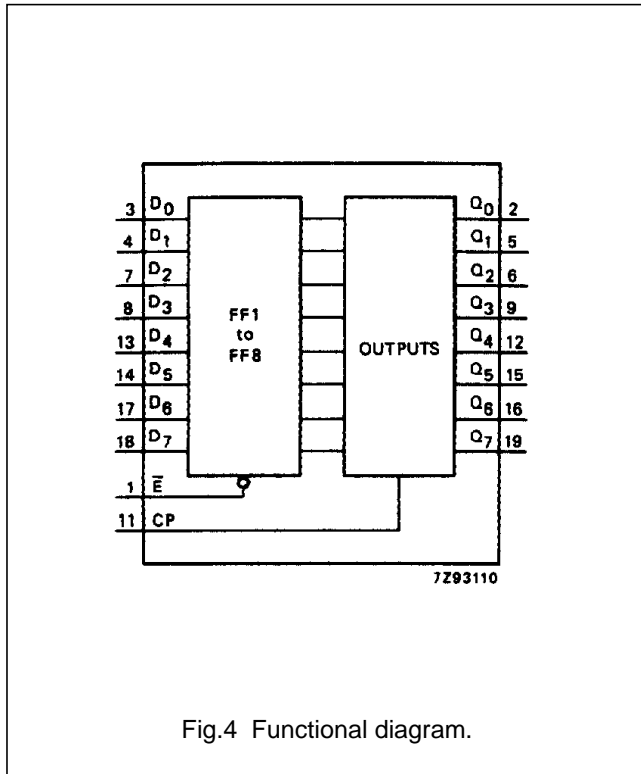 3 D0 Q0 2
4 D1 Q1 5
7 D2 Q2 6
8 D3 Q3 9
13 D4 Q4 12
14 D5 Q5 15
17 D6 Q6 16
18 D7 Q7 19
FF1
to
FF8
OUTPUTS
1 E̅
11 CP
7Z93110
Fig.4 Functional diagram.